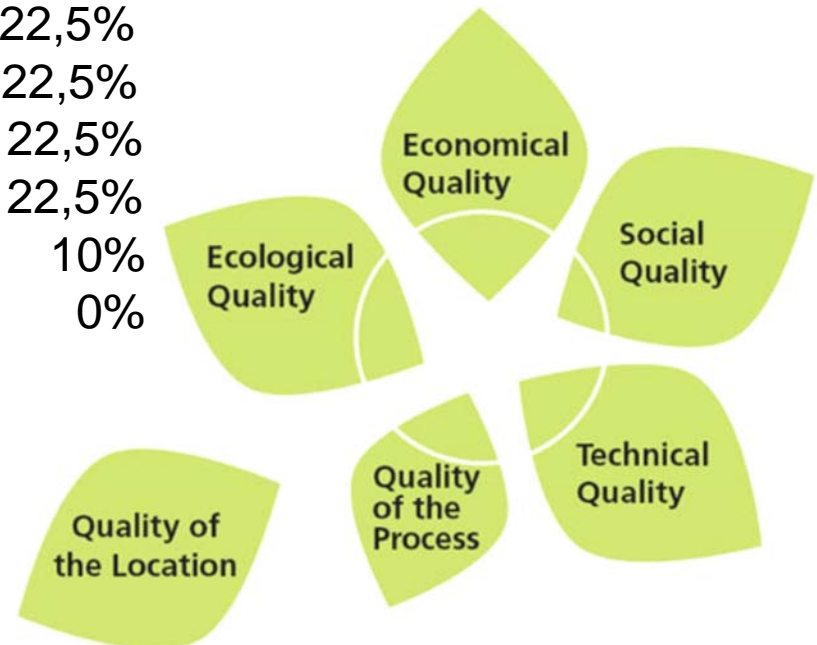 22,5%
22,5%
22,5%
22,5%
10%
0%
Economical
Quality
Social
Quality
Ecological
Quality
Technical
Quality
Quality
of the
Process
Quality of
the Location